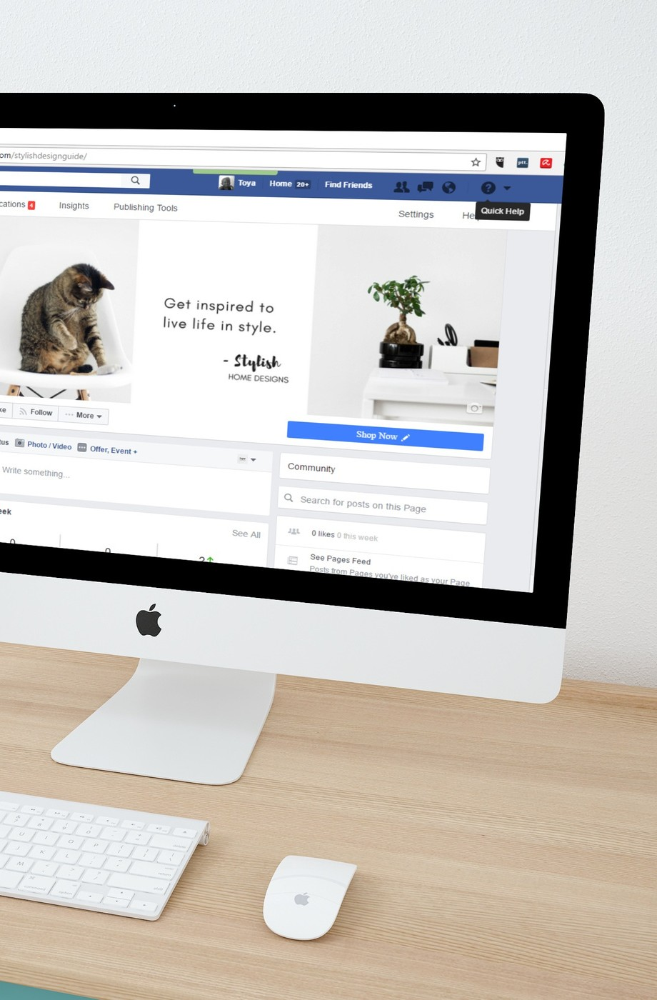 om/stylishdesignguide/
ptt.
Toya Home 20+ Find Friends
cations 4 Insights Publishing Tools Settings He
Quick Help
Get inspired to
live life in style.
- Stylish
HOME DESIGNS
ke Follow ... More
Shop Now
tus Photo / Video Offer, Event +
Write something...
Community
Search for posts on this Page
eek
See All
0 likes 0 this week
0 0 2
See Pages Feed
Posts from Pages you've liked as your Page